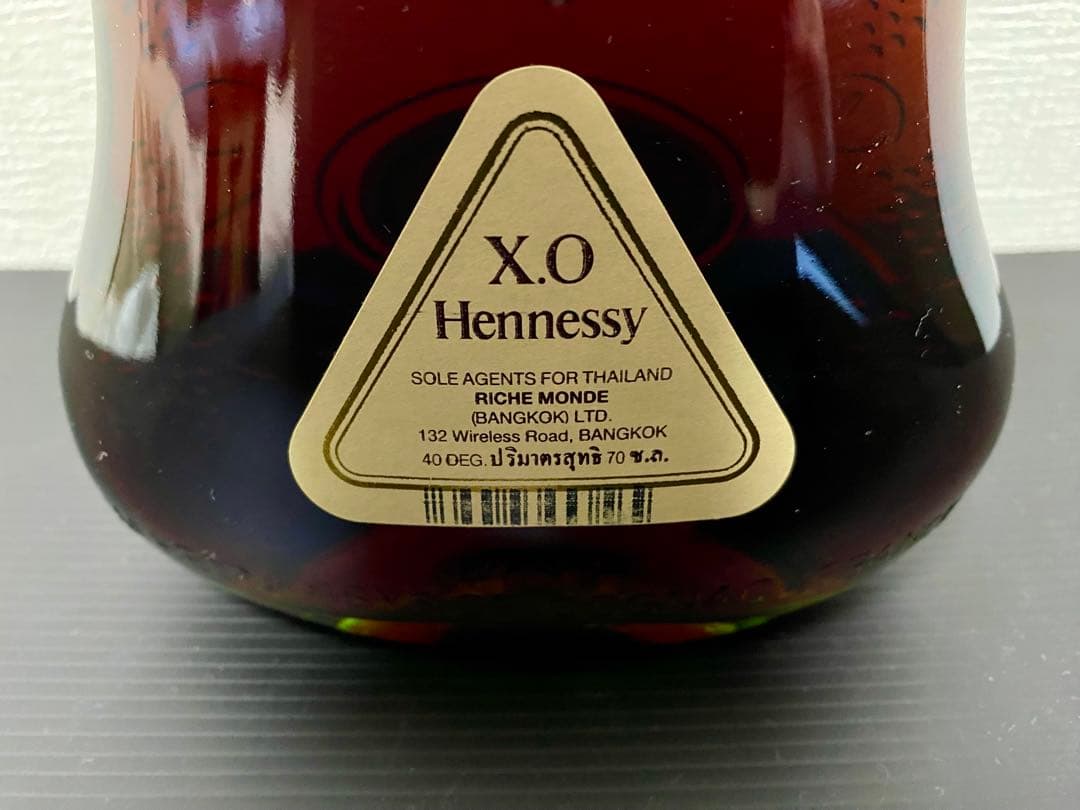 X.O
Hennessy
SOLE AGENTS FOR THAILAND
RICHE MONDE
(BANGKOK) LTD.
132 Wireless Road, BANGKOK
40 DEG. ปริมาตรสุทธิ 70 ซ.ล.